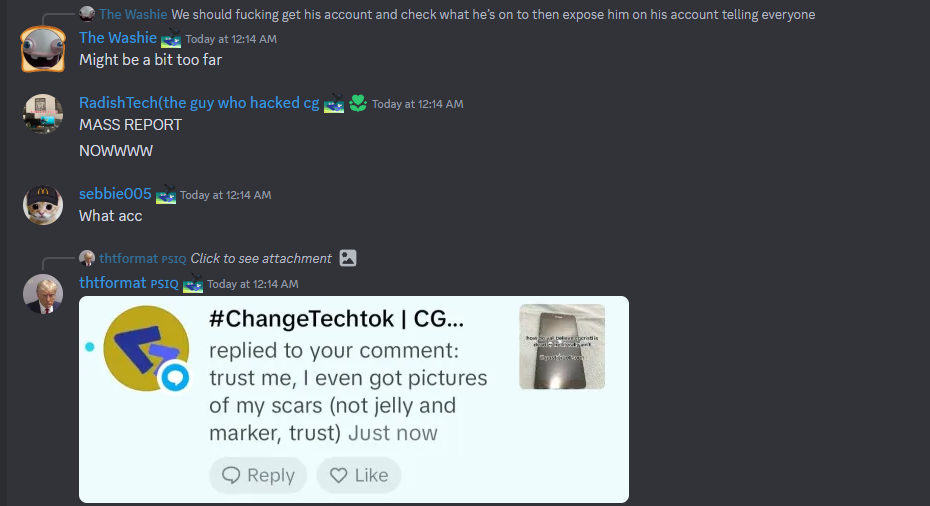 The Washie We should fucking get his account and check what he's on to then expose him on his account telling everyone
The Washie Today at 12:14 AM
Might be a bit too far
RadishTech(the guy who hacked cg Today at 12:14 AM
MASS REPORT
NOWWWW
sebbie005 Today at 12:14 AM
What acc
thtformat PSIQ Click to see attachment
thtformat PSIQ Today at 12:14 AM
#ChangeTechtok | CG...
replied to your comment:
trust me, I even got pictures
of my scars (not jelly and
marker, trust) Just now
Reply Like